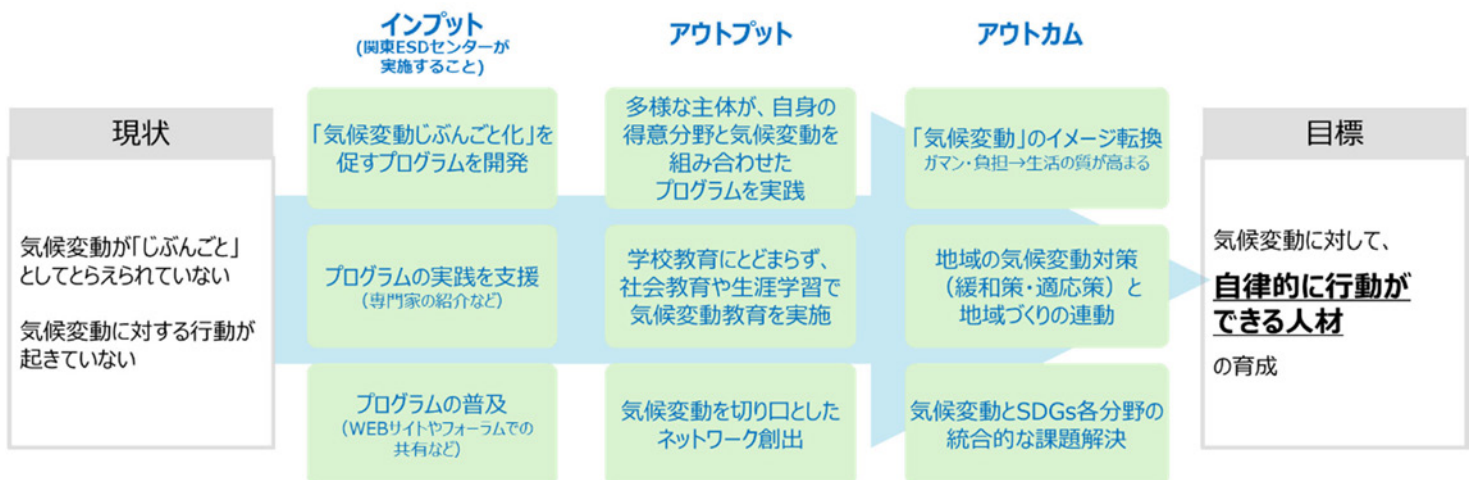 現状
気候変動が「じぶんごと」
としてとらえられていない
気候変動に対する行動が
起きていない
インプット
(関東ESDセンターが
実施すること)
「気候変動じぶんごと化」を
促すプログラムを開発
プログラムの実践を支援
(専門家の紹介など)
プログラムの普及
(WEBサイトやフォーラムでの
共有など)
アウトプット
多様な主体が、自身の
得意分野と気候変動を
組み合わせた
プログラムを実践
学校教育にとどまらず、
社会教育や生涯学習で
気候変動教育を実施
気候変動を切り口とした
ネットワーク創出
アウトカム
「気候変動」のイメージ転換
ガマン・負担→生活の質が高まる
地域の気候変動対策
(緩和策・適応策)と
地域づくりの連動
気候変動とSDGs各分野の
統合的な課題解決
目標
気候変動に対して、
自律的に行動が
できる人材
の育成